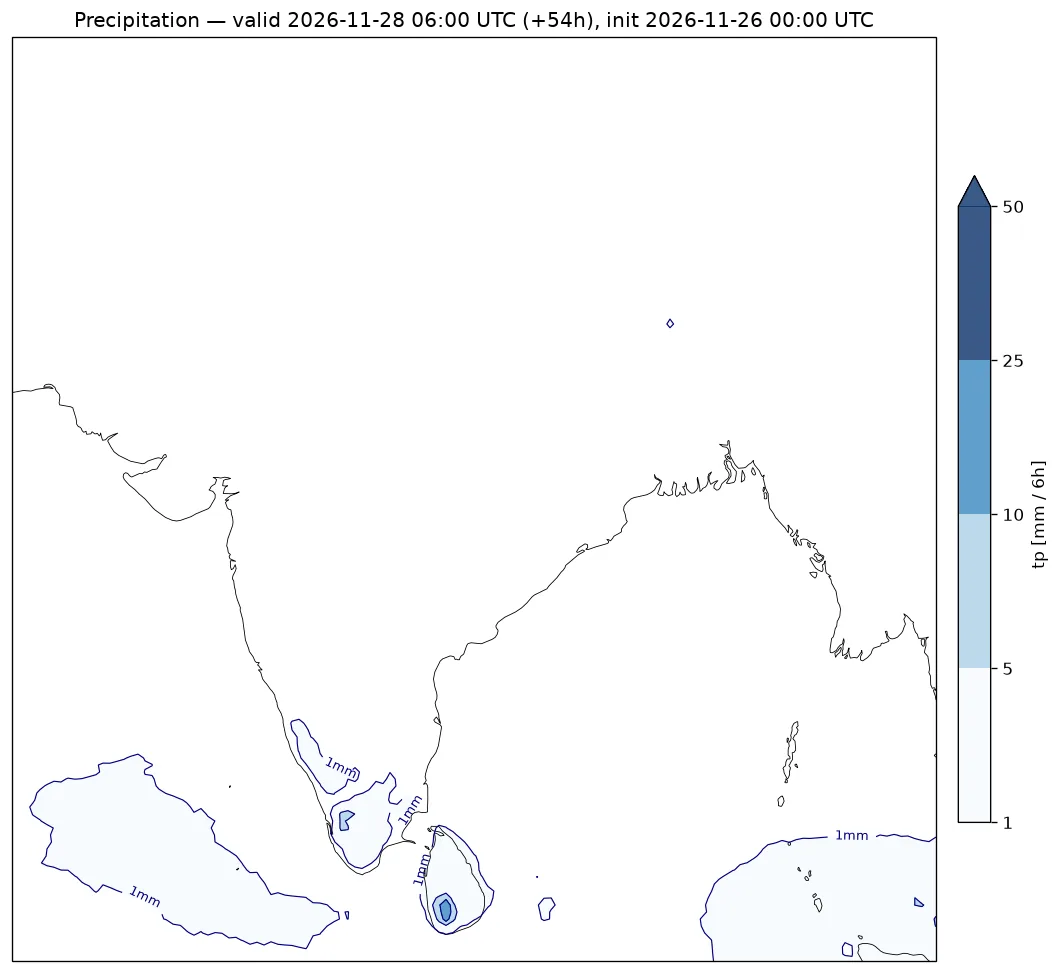 Precipitation — valid 2026-11-28 06:00 UTC (+54h), init 2026-11-26 00:00 UTC
50
25
10
5
1
tp [mm / 6h]
1mm
1mm
1mm
1mm
1mm